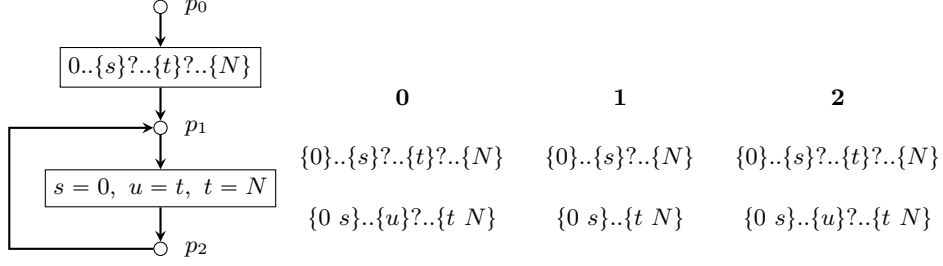 p₀
0..{s}?..{t}?..{N}
0 1 2
p₁
{0}..{s}?..{t}?..{N} {0}..{s}?..{N} {0}..{s}?..{t}?..{N}
s = 0, u = t, t = N
{0 s}..{u}?..{t N} {0 s}..{t N} {0 s}..{u}?..{t N}
p₂